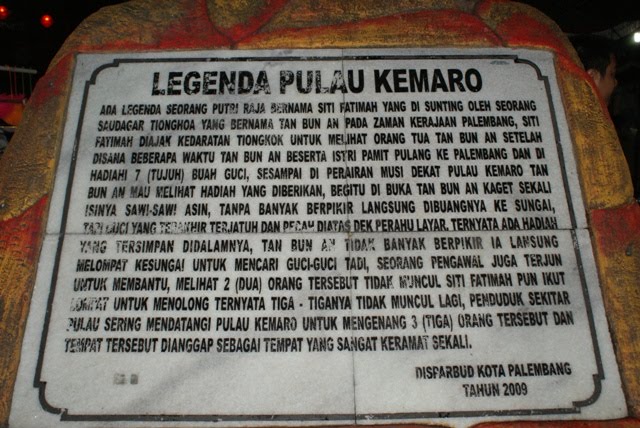 LEGENDA PULAU KEMARO
ADA LEGENDA SEORANG PUTRI RAJA BERNAMA SITI FATIMAH YANG DI SUNTING OLEH SEORANG
SAUDAGAR TIONGHOA YANG BERNAMA TAN BUN AN PADA ZAMAN KERAJAAN PALEMBANG, SITI
FATIMAH DIAJAK KEDARATAN TIONGKOK UNTUK MELIHAT ORANG TUA TAN BUN AN SETELAH
DISANA BEBERAPA WAKTU TAN BUN AN BESERTA ISTRI PAMIT PULANG KE PALEMBANG DAN DI
HADIAHI 7 (TUJUH) BUAH GUCI, SESAMPAI DI PERAIRAN MUSI DEKAT PULAU KEMARO TAN
BUN AN MAU MELIHAT HADIAH YANG DIBERIKAN, BEGITU DI BUKA TAN BUN AN KAGET SEKALI
ISINYA SAWI-SAWI ASIN, TANPA BANYAK BERPIKIR LANGSUNG DIBUANGNYA KE SUNGAI,
TAPI GUCI YANG TERAKHIR TERJATUH DAN PECAH DIATAS DEK PERAHU LAYAR. TERNYATA ADA HADIAH
YANG TERSIMPAN DIDALAMNYA, TAN BUN AN TIDAK BANYAK BERPIKIR IA LANSUNG
MELOMPAT KESUNGAI UNTUK MENCARI GUCI-GUCI TADI, SEORANG PENGAWAL JUGA TERJUN
UNTUK MEMBANTU, MELIHAT 2 (DUA) ORANG TERSEBUT TIDAK MUNCUL SITI FATIMAH PUN IKUT
LOMPAT UNTUK MENOLONG TERNYATA TIGA - TIGANYA TIDAK MUNCUL LAGI, PENDUDUK SEKITAR
PULAU SERING MENDATANGI PULAU KEMARO UNTUK MENGENANG 3 (TIGA) ORANG TERSEBUT DAN
TEMPAT TERSEBUT DIANGGAP SEBAGAI TEMPAT YANG SANGAT KERAMAT SEKALI.
DISFARBUD KOTA PALEMBANG
TAHUN 2009